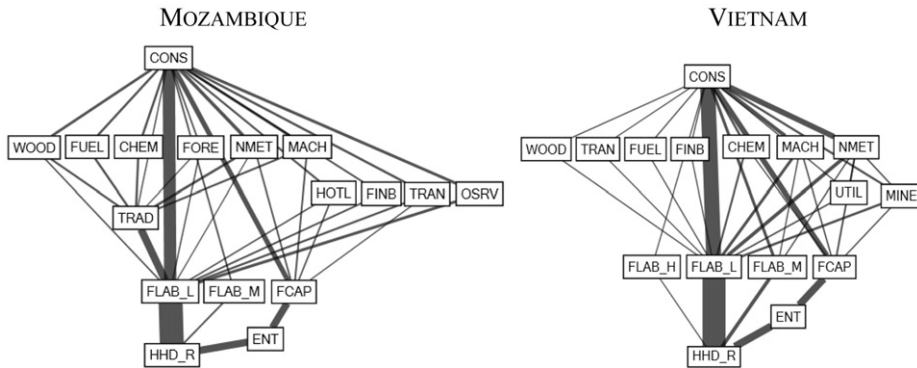 MOZAMBIQUE
VIETNAM
CONS
WOOD FUEL CHEM FORE NMET MACH
HOTL FINB TRAN OSRV
TRAD
FLAB_L FLAB_M FCAP
ENT
HHD_R
CONS
WOOD TRAN FUEL FINB CHEM MACH NMET
UTIL MINE
FLAB_H FLAB_L FLAB_M FCAP
ENT
HHD_R